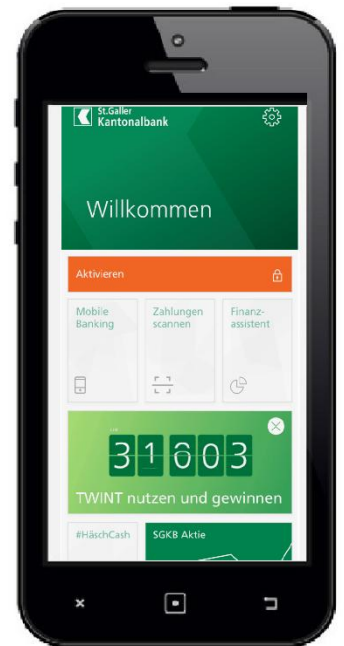 St.Galler
Kantonalbank
Willkommen
Aktivieren
Mobile
Banking
Zahlungen
scannen
Finanz-
assistent
31603
TWINT nutzen und gewinnen
#HäschCash
SGKB Aktie